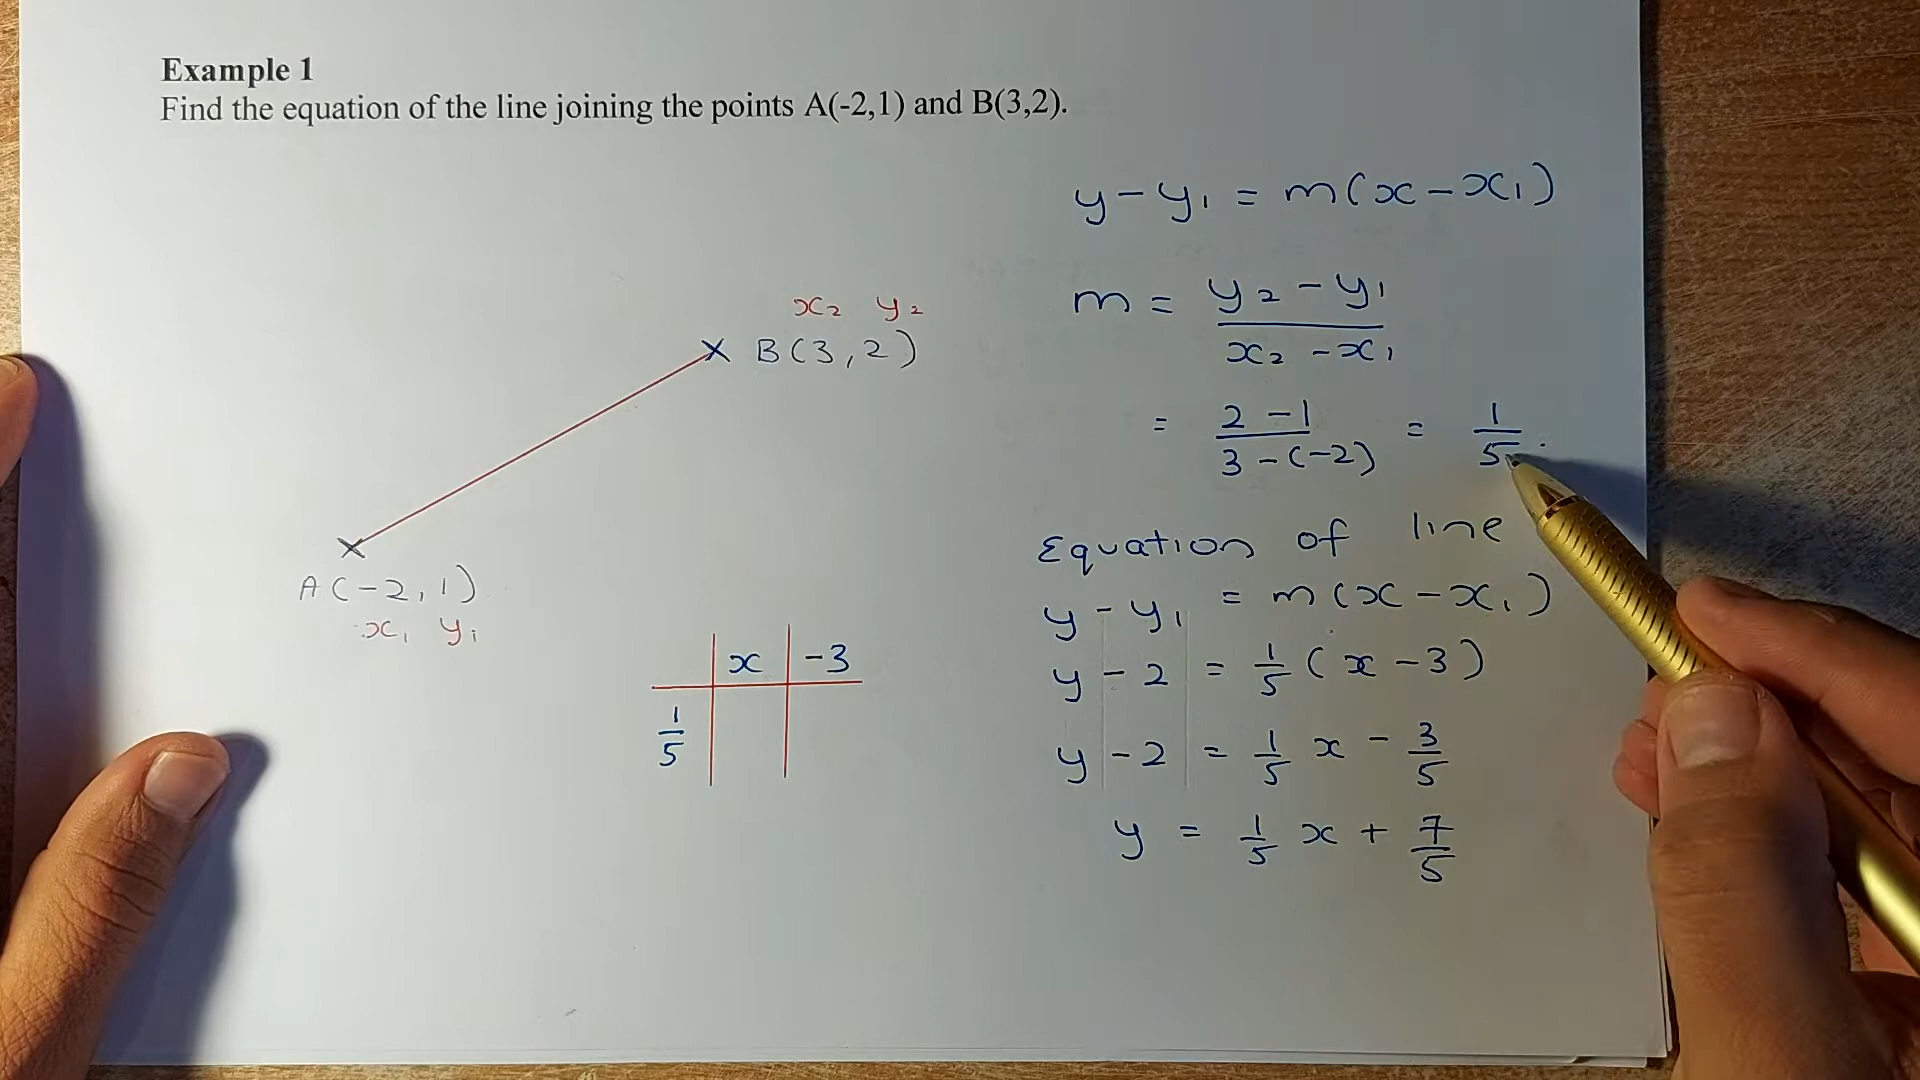 Example 1
Find the equation of the line joining the points A(-2,1) and B(3,2).
x₂ y₂
B(3,2)
A(-2,1)
x₁ y₁
x -3
1/5
y-y₁ = m(x-x₁)
m = (y₂-y₁)/(x₂-x₁)
= (2-1)/(3-(-2)) = 1/5.
Equation of line
y-y₁ = m(x-x₁)
y-2 = 1/5(x-3)
y-2 = 1/5 x - 3/5
y = 1/5 x + 7/5